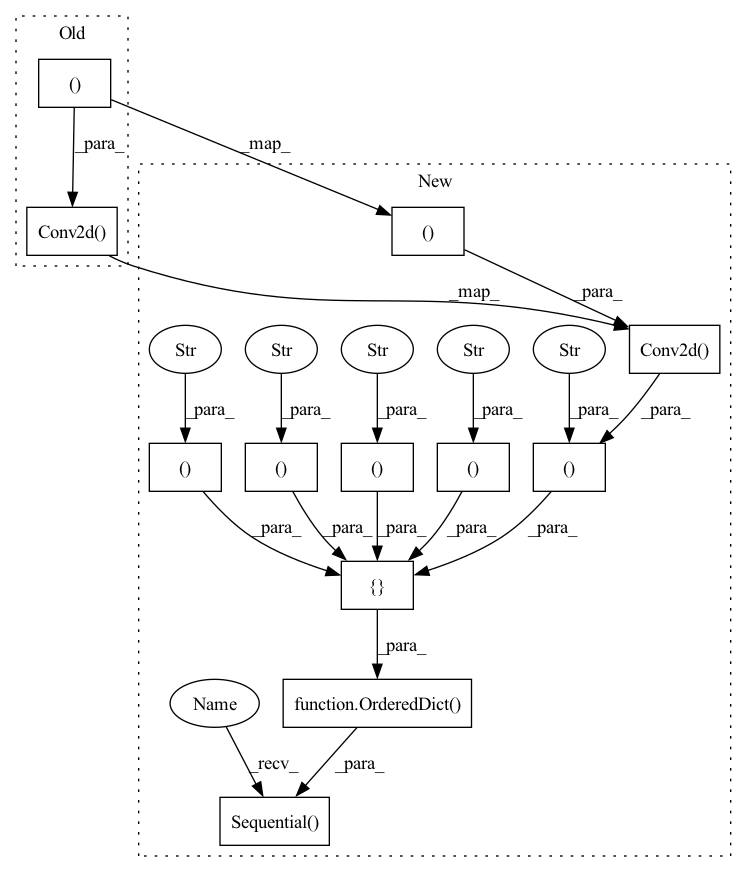 Old
()
_para_
_map_
New
Conv2d()
()
_map_
_para_
Str
Str
Str
Str
Str
Conv2d()
_para_
_para_
_para_
_para_
_para_
_para_
()
()
()
()
()
_para_
_para_
_para_
_para_
_para_
{}
_para_
Name
function.OrderedDict()
_recv_
_para_
Sequential()